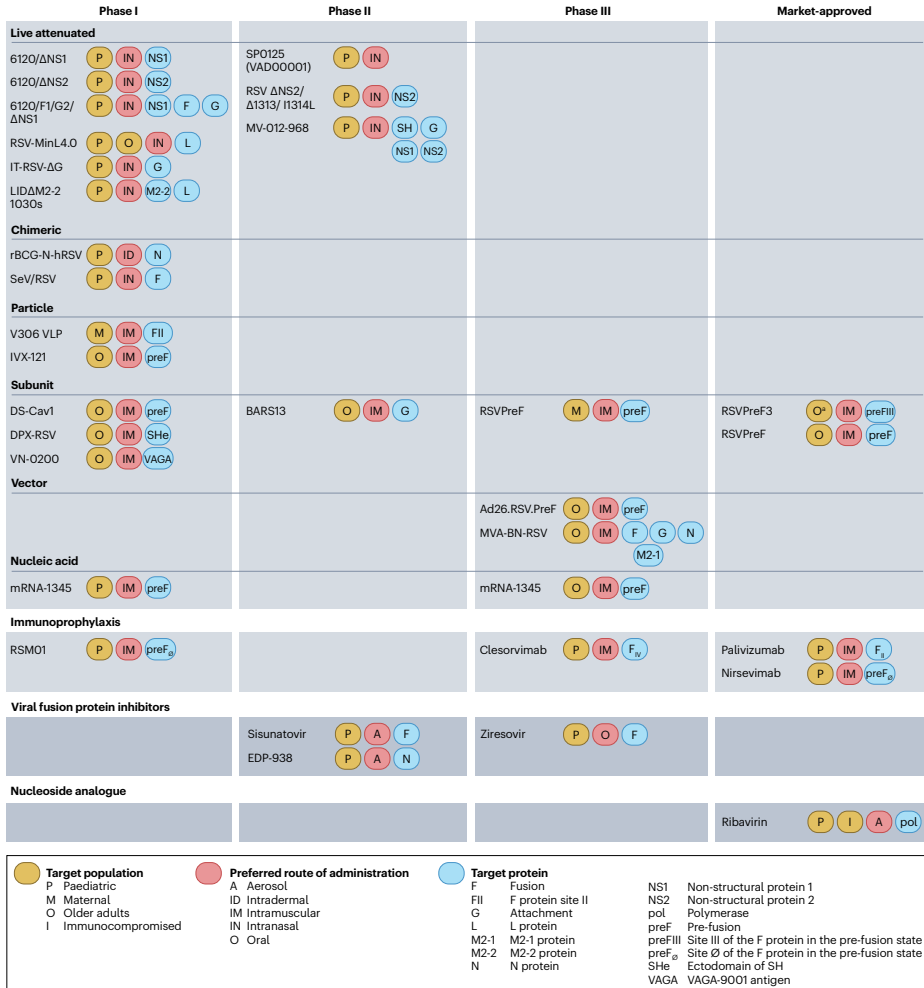 Phase I Phase II Phase III Market-approved
Live attenuated
6120/ΔNS1 P IN NS1
6120/ΔNS2 P IN NS2
6120/F1/G2/
ΔNS1 P IN NS1 F G
RSV-MinL4.0 P O IN L
IT-RSV-ΔG P IN G
LIDΔM2-2
1030s P IN M2-2 L
SP0125
(VAD00001) P IN
RSV ΔNS2/
Δ1313/ I1314L P IN NS2
MV-012-968 P IN SH G
NS1 NS2
Chimeric
rBCG-N-hRSV P ID N
SeV/RSV P IN F
Particle
V306 VLP M IM FII
IVX-121 O IM preF
Subunit
DS-Cav1 O IM preF
DPX-RSV O IM SHe
VN-0200 O IM VAGA
BARS13 O IM G
RSVPreF M IM preF
RSVPreF3 Oᵃ IM preFIII
RSVPreF O IM preF
Vector
Ad26.RSV.PreF O IM preF
MVA-BN-RSV O IM F G N
M2-1
Nucleic acid
mRNA-1345 P IM preF
mRNA-1345 O IM preF
Immunoprophylaxis
RSM01 P IM preFø
Clesorvimab P IM FIV
Palivizumab P IM FII
Nirsevimab P IM preFø
Viral fusion protein inhibitors
Sisunatovir P A F
EDP-938 P A N
Ziresovir P O F
Nucleoside analogue
Ribavirin P I A pol
Target population
P Paediatric
M Maternal
O Older adults
I Immunocompromised
Preferred route of administration
A Aerosol
ID Intradermal
IM Intramuscular
IN Intranasal
O Oral
Target protein
F Fusion
FII F protein site II
G Attachment
L L protein
M2-1 M2-1 protein
M2-2 M2-2 protein
N N protein
NS1 Non-structural protein 1
NS2 Non-structural protein 2
pol Polymerase
preF Pre-fusion
preFIII Site III of the F protein in the pre-fusion state
preFø Site Ø of the F protein in the pre-fusion state
SHe Ectodomain of SH
VAGA VAGA-9001 antigen